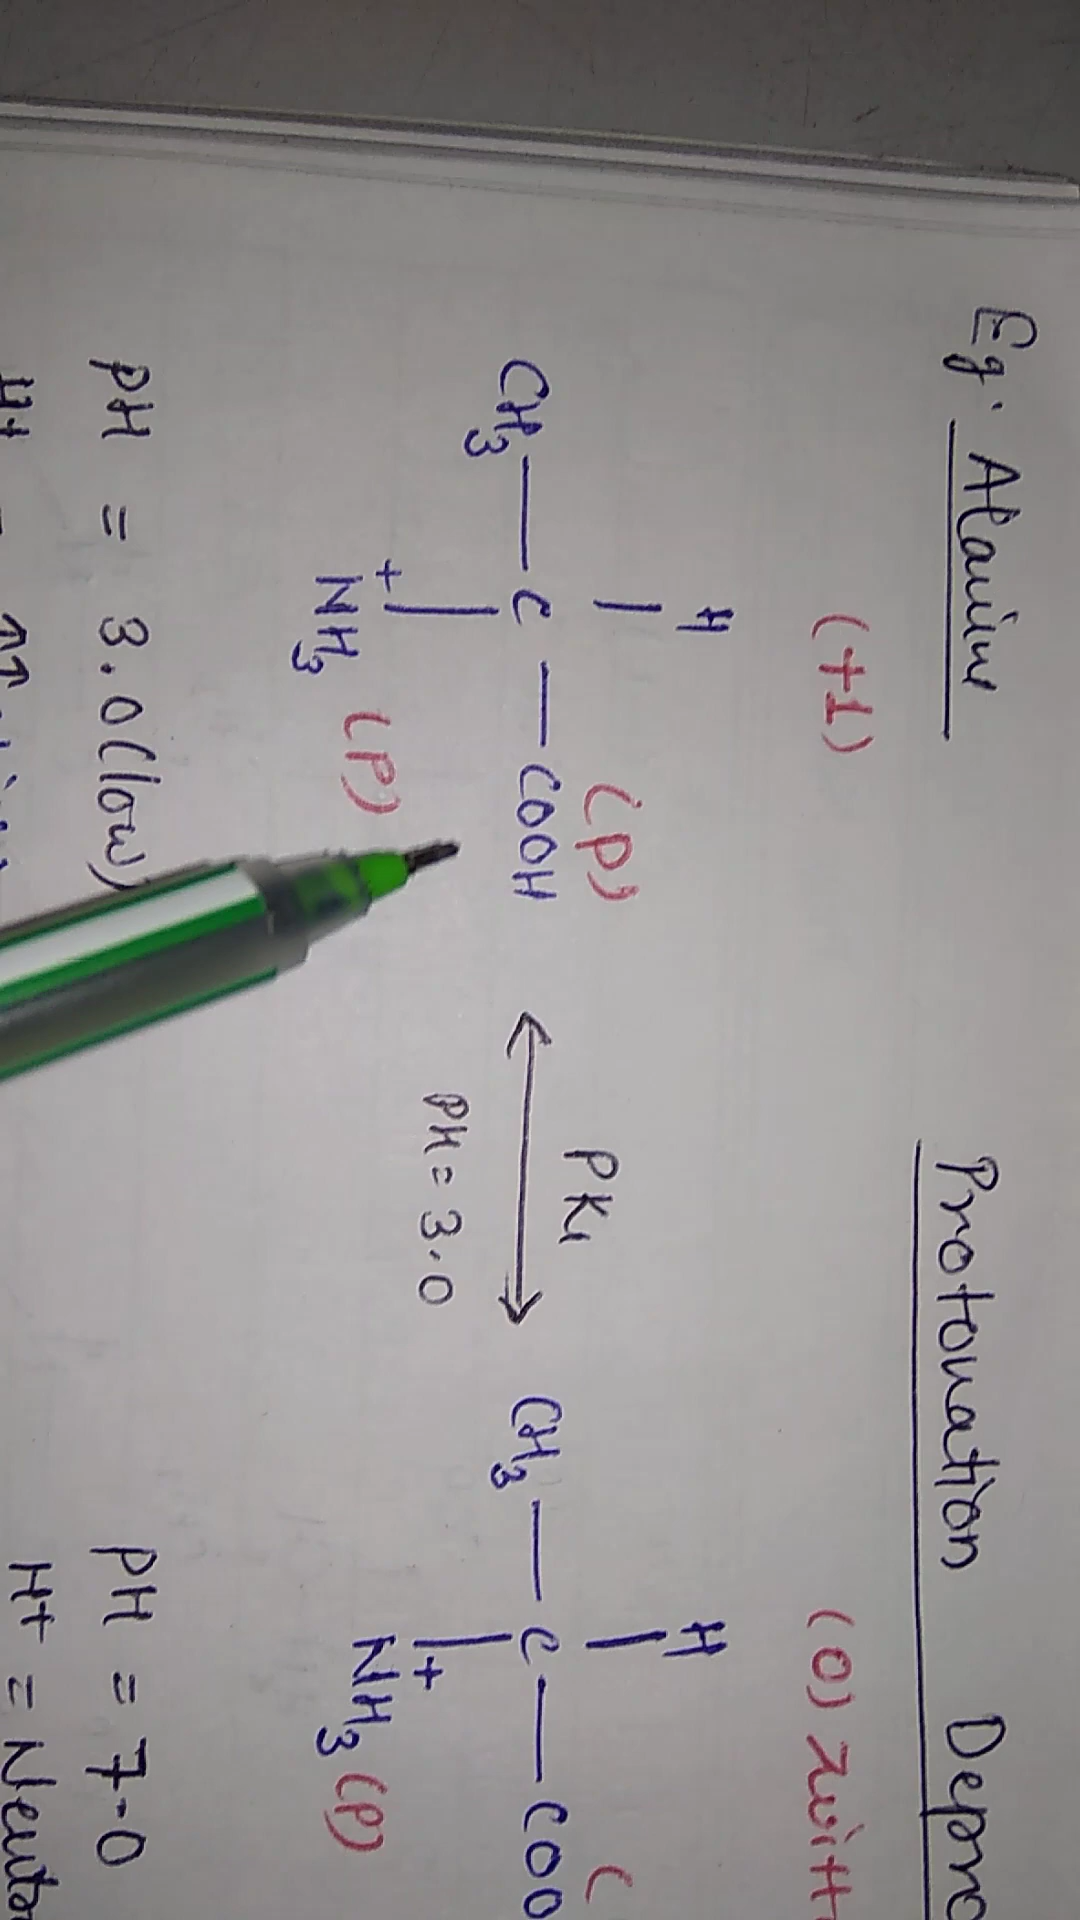 Eg. Alanine Protonation Depro
(+1) (0) zwitt
H H
(P) (
CH3 — C — COOH PK1 CH3 — C — COO
PH = 3.0
+NH3 (P) +NH3 (P)
PH = 3.0 (low) PH = 7.0
H+ = ↑↑ H+ = Neutr